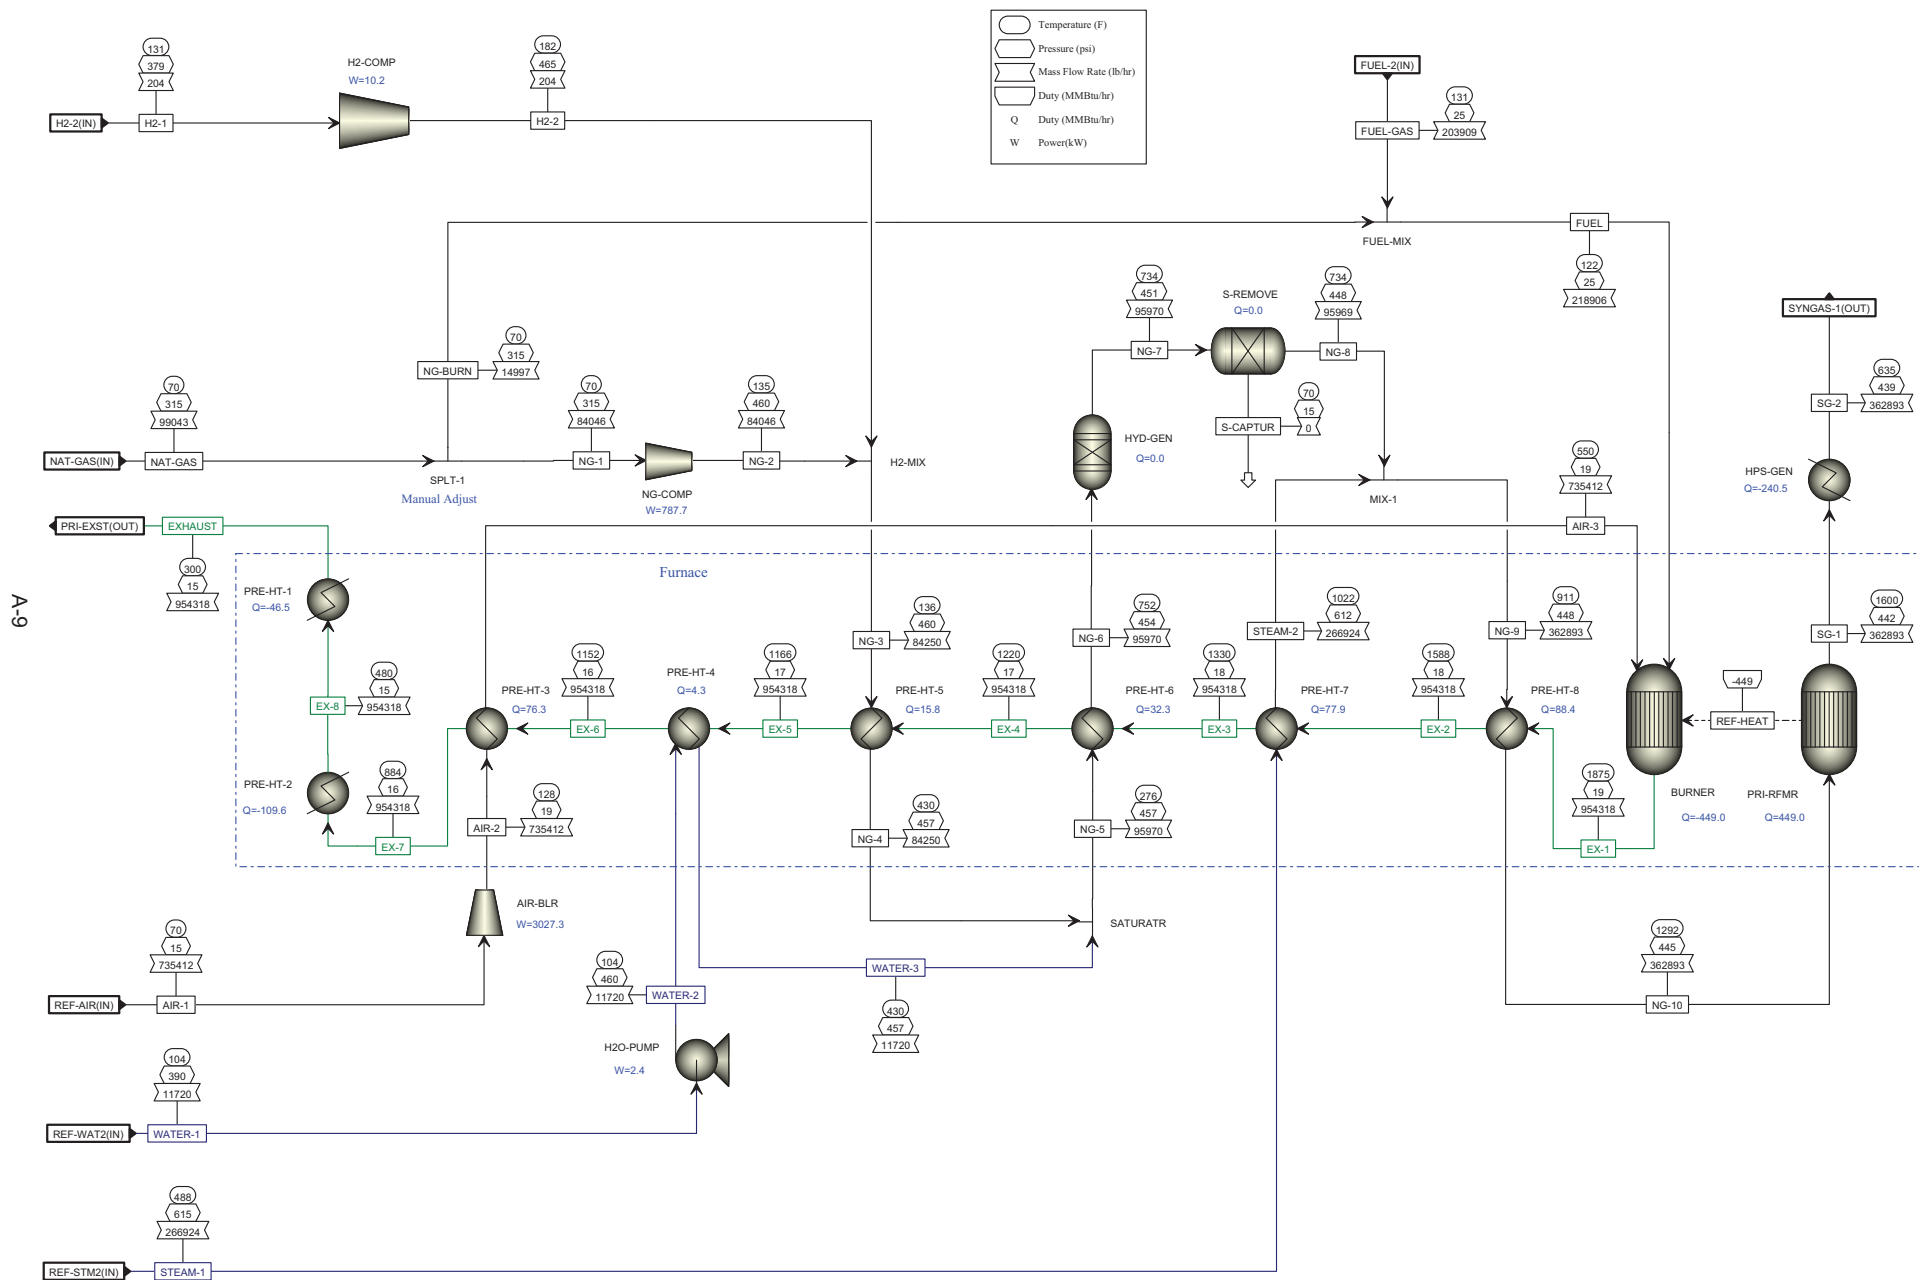 Temperature (F)
Pressure (psi)
Mass Flow Rate (lb/hr)
Duty (MMBtu/hr)
Q Duty (MMBtu/hr)
W Power(kW)
H2-2(IN)
131
379
204
H2-1
H2-COMP
W=10.2
182
465
204
H2-2
FUEL-2(IN)
131
25
203909
FUEL-GAS
FUEL-MIX
FUEL
122
25
218906
NG-BURN
70
315
14997
NAT-GAS(IN)
70
315
99043
NAT-GAS
SPLT-1
Manual Adjust
70
315
84046
NG-1
NG-COMP
W=787.7
135
460
84046
NG-2
H2-MIX
734
451
95970
NG-7
S-REMOVE
Q=0.0
734
448
95969
NG-8
S-CAPTUR
70
15
0
HYD-GEN
Q=0.0
MIX-1
550
19
735412
AIR-3
SYNGAS-1(OUT)
635
439
362893
SG-2
HPS-GEN
Q=-240.5
1600
442
362893
SG-1
PRI-EXST(OUT)
EXHAUST
300
15
954318
Furnace
PRE-HT-1
Q=-46.5
480
15
954318
EX-8
PRE-HT-2
Q=-109.6
884
16
954318
EX-7
PRE-HT-3
Q=76.3
1152
16
954318
EX-6
PRE-HT-4
Q=4.3
1166
17
954318
EX-5
136
460
84250
NG-3
PRE-HT-5
Q=15.8
1220
17
954318
EX-4
752
454
95970
NG-6
PRE-HT-6
Q=32.3
1330
18
954318
EX-3
1022
612
266924
STEAM-2
PRE-HT-7
Q=77.9
1588
18
954318
EX-2
911
448
362893
NG-9
PRE-HT-8
Q=88.4
-449
REF-HEAT
BURNER
Q=-449.0
PRI-RFMR
Q=449.0
1875
19
954318
EX-1
128
19
735412
AIR-2
430
457
84250
NG-4
276
457
95970
NG-5
AIR-BLR
W=3027.3
SATURATR
1292
445
362893
NG-10
REF-AIR(IN)
70
15
735412
AIR-1
104
460
11720
WATER-2
WATER-3
430
457
11720
H2O-PUMP
W=2.4
REF-WAT2(IN)
104
390
11720
WATER-1
REF-STM2(IN)
488
615
266924
STEAM-1
A-9